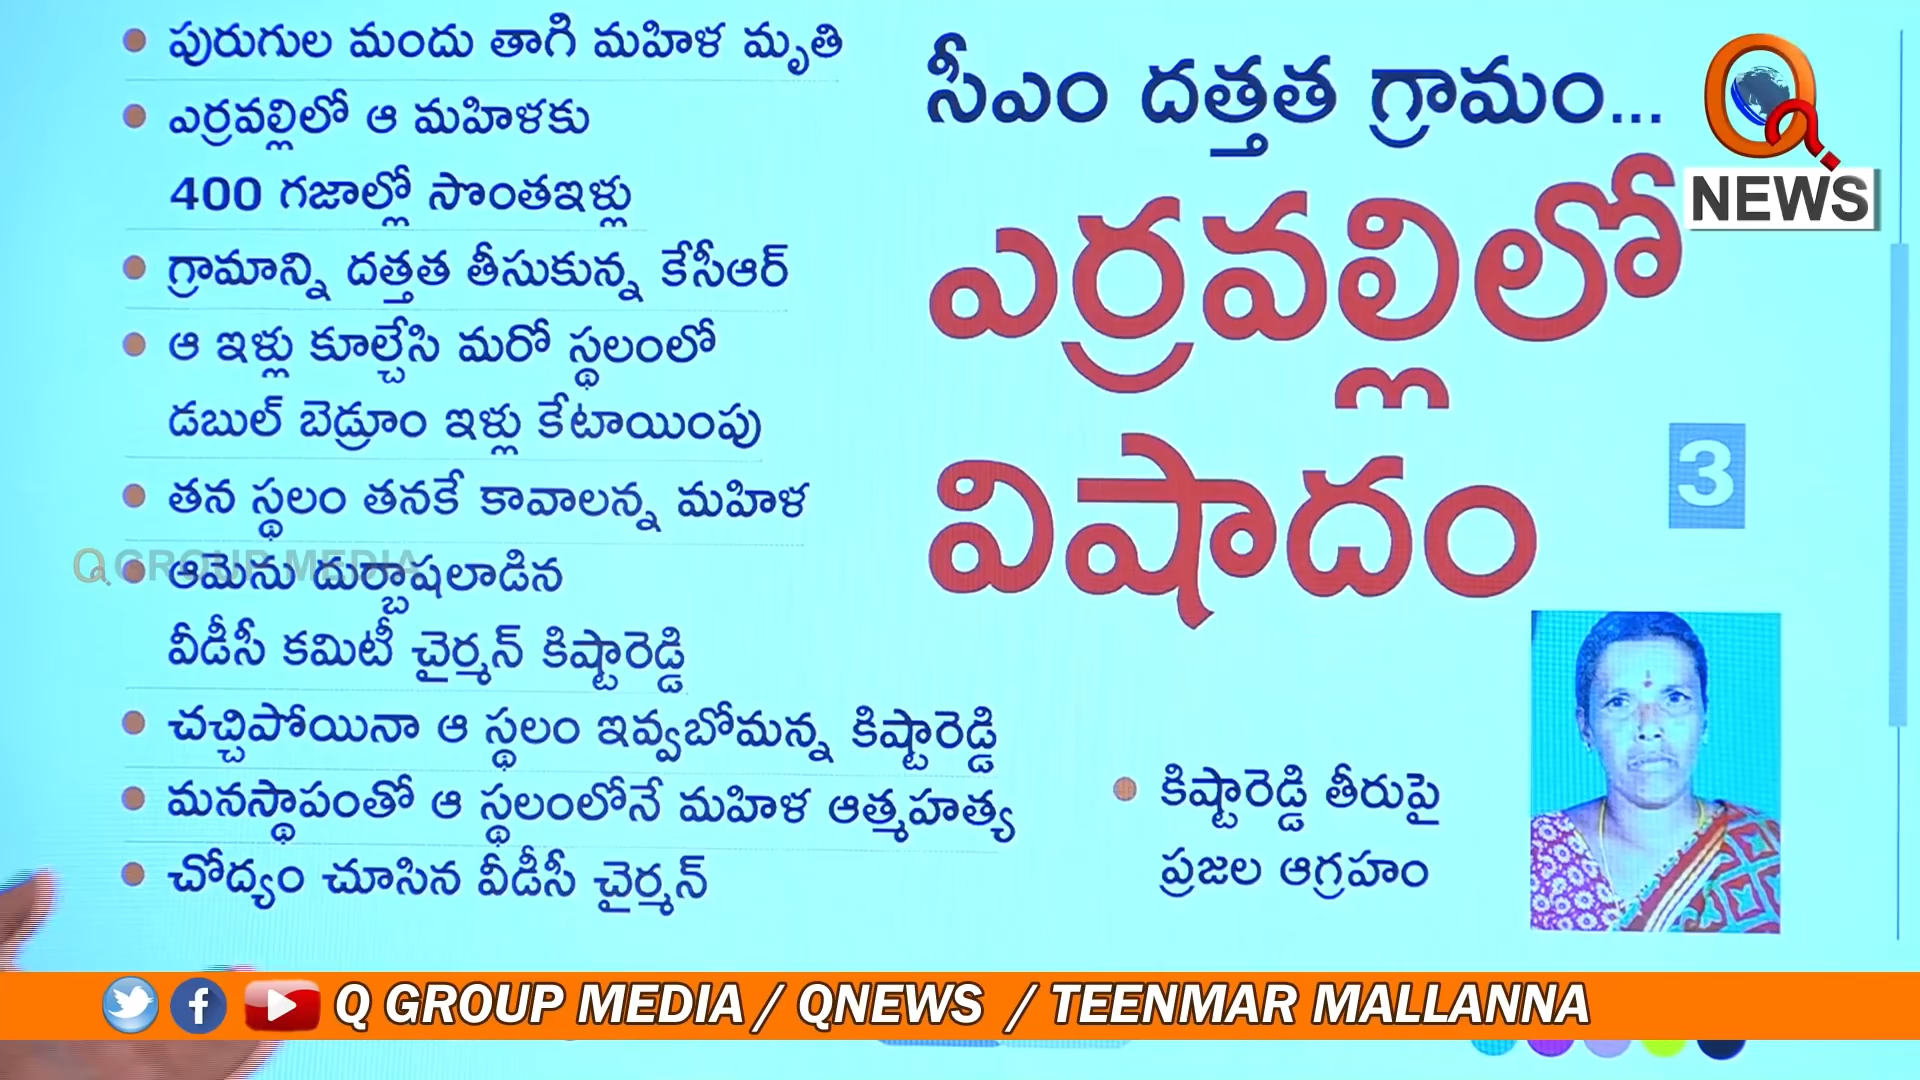 పురుగుల మందు తాగి మహిళ మృతి
ఎర్రవల్లిలో ఆ మహిళకు
400 గజాల్లో సొంతఇళ్లు
గ్రామాన్ని దత్తత తీసుకున్న కేసీఆర్
ఆ ఇళ్లు కూల్చేసి మరో స్థలంలో
డబుల్ బెడ్రూం ఇళ్లు కేటాయింపు
తన స్థలం తనకే కావాలన్న మహిళ
ఆమెను దుర్బాషలాడిన
వీడీసీ కమిటీ చైర్మన్ కిష్టారెడ్డి
చచ్చిపోయినా ఆ స్థలం ఇవ్వబోమన్న కిష్టారెడ్డి
మనస్థాపంతో ఆ స్థలంలోనే మహిళ ఆత్మహత్య
చోద్యం చూసిన వీడీసీ చైర్మన్
సీఎం దత్తత గ్రామం...
ఎర్రవల్లిలో
విషాదం
3
కిష్టారెడ్డి తీరుపై
ప్రజల ఆగ్రహం
Q
NEWS
Q GROUP MEDIA
Q GROUP MEDIA / QNEWS / TEENMAR MALLANNA